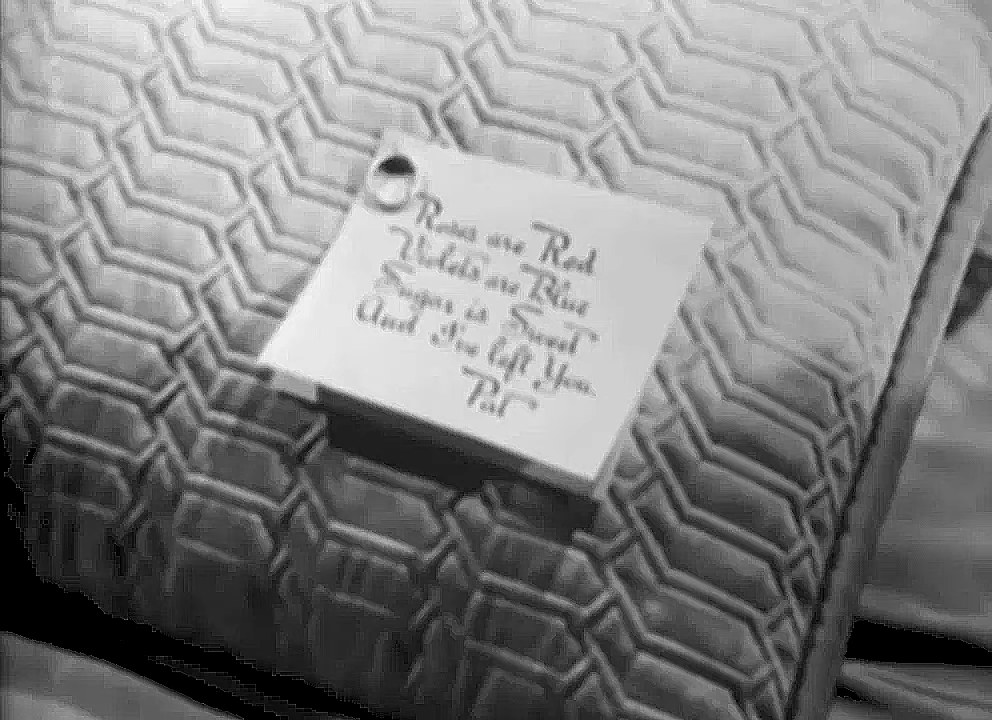 Roses are Red
Violets are Blue
Sugar is Sweet
And I've left You
Pat